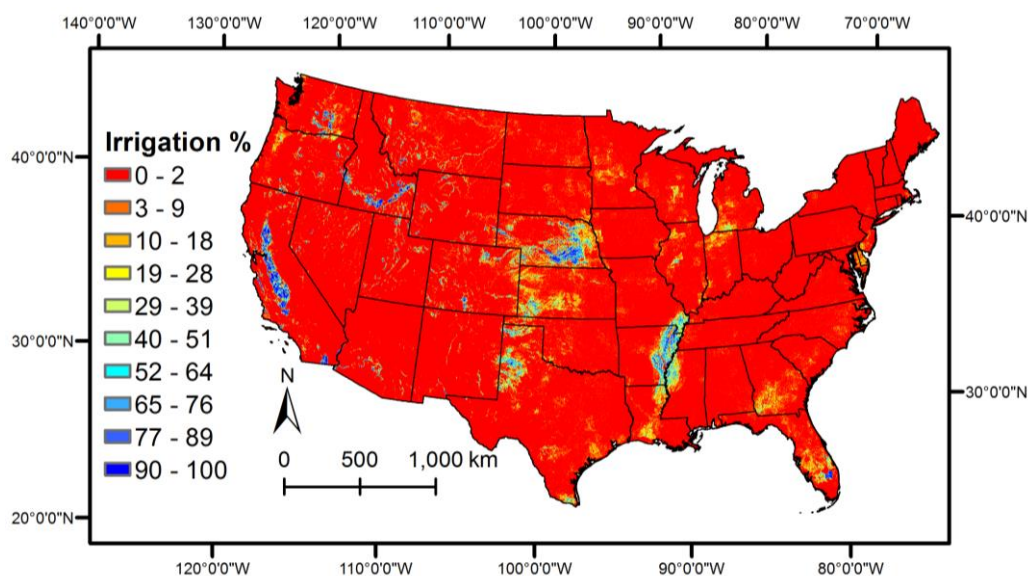 140°0'0"W 130°0'0"W 120°0'0"W 110°0'0"W 100°0'0"W 90°0'0"W 80°0'0"W 70°0'0"W
Irrigation %
40°0'0"N
0 - 2
3 - 9
40°0'0"N
10 - 18
19 - 28
29 - 39
40 - 51
30°0'0"N
52 - 64
65 - 76
N
30°0'0"N
77 - 89
90 - 100
0 500 1,000 km
20°0'0"N
120°0'0"W 110°0'0"W 100°0'0"W 90°0'0"W 80°0'0"W